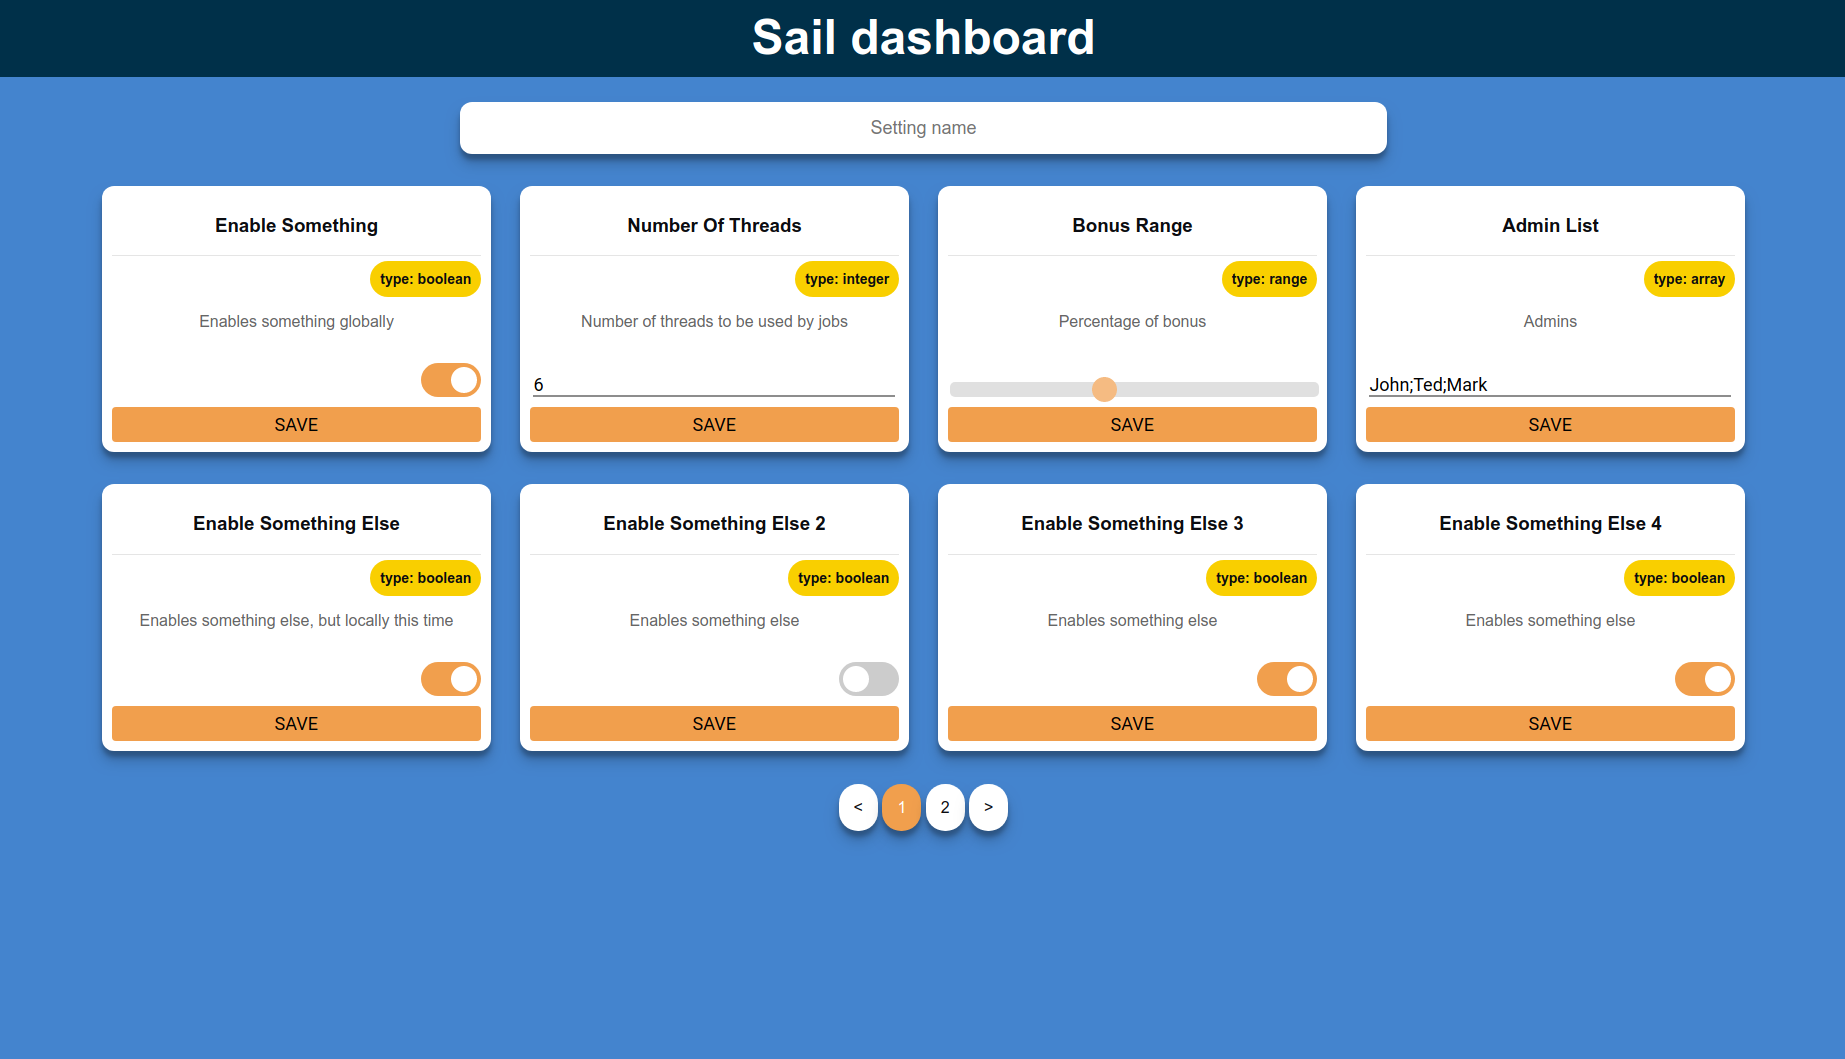 Sail dashboard
Setting name
Enable Something
type: boolean
Enables something globally
SAVE
Number Of Threads
type: integer
Number of threads to be used by jobs
6
SAVE
Bonus Range
type: range
Percentage of bonus
SAVE
Admin List
type: array
Admins
John;Ted;Mark
SAVE
Enable Something Else
type: boolean
Enables something else, but locally this time
SAVE
Enable Something Else 2
type: boolean
Enables something else
SAVE
Enable Something Else 3
type: boolean
Enables something else
SAVE
Enable Something Else 4
type: boolean
Enables something else
SAVE
< 1 2 >